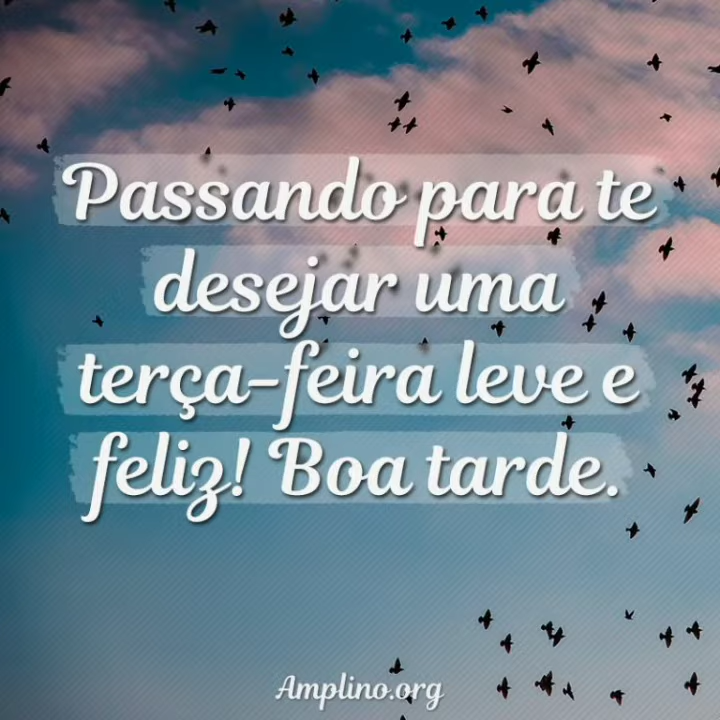 Passando para te
desejar uma
terça-feira leve e
feliz! Boa tarde.
Amplino.org